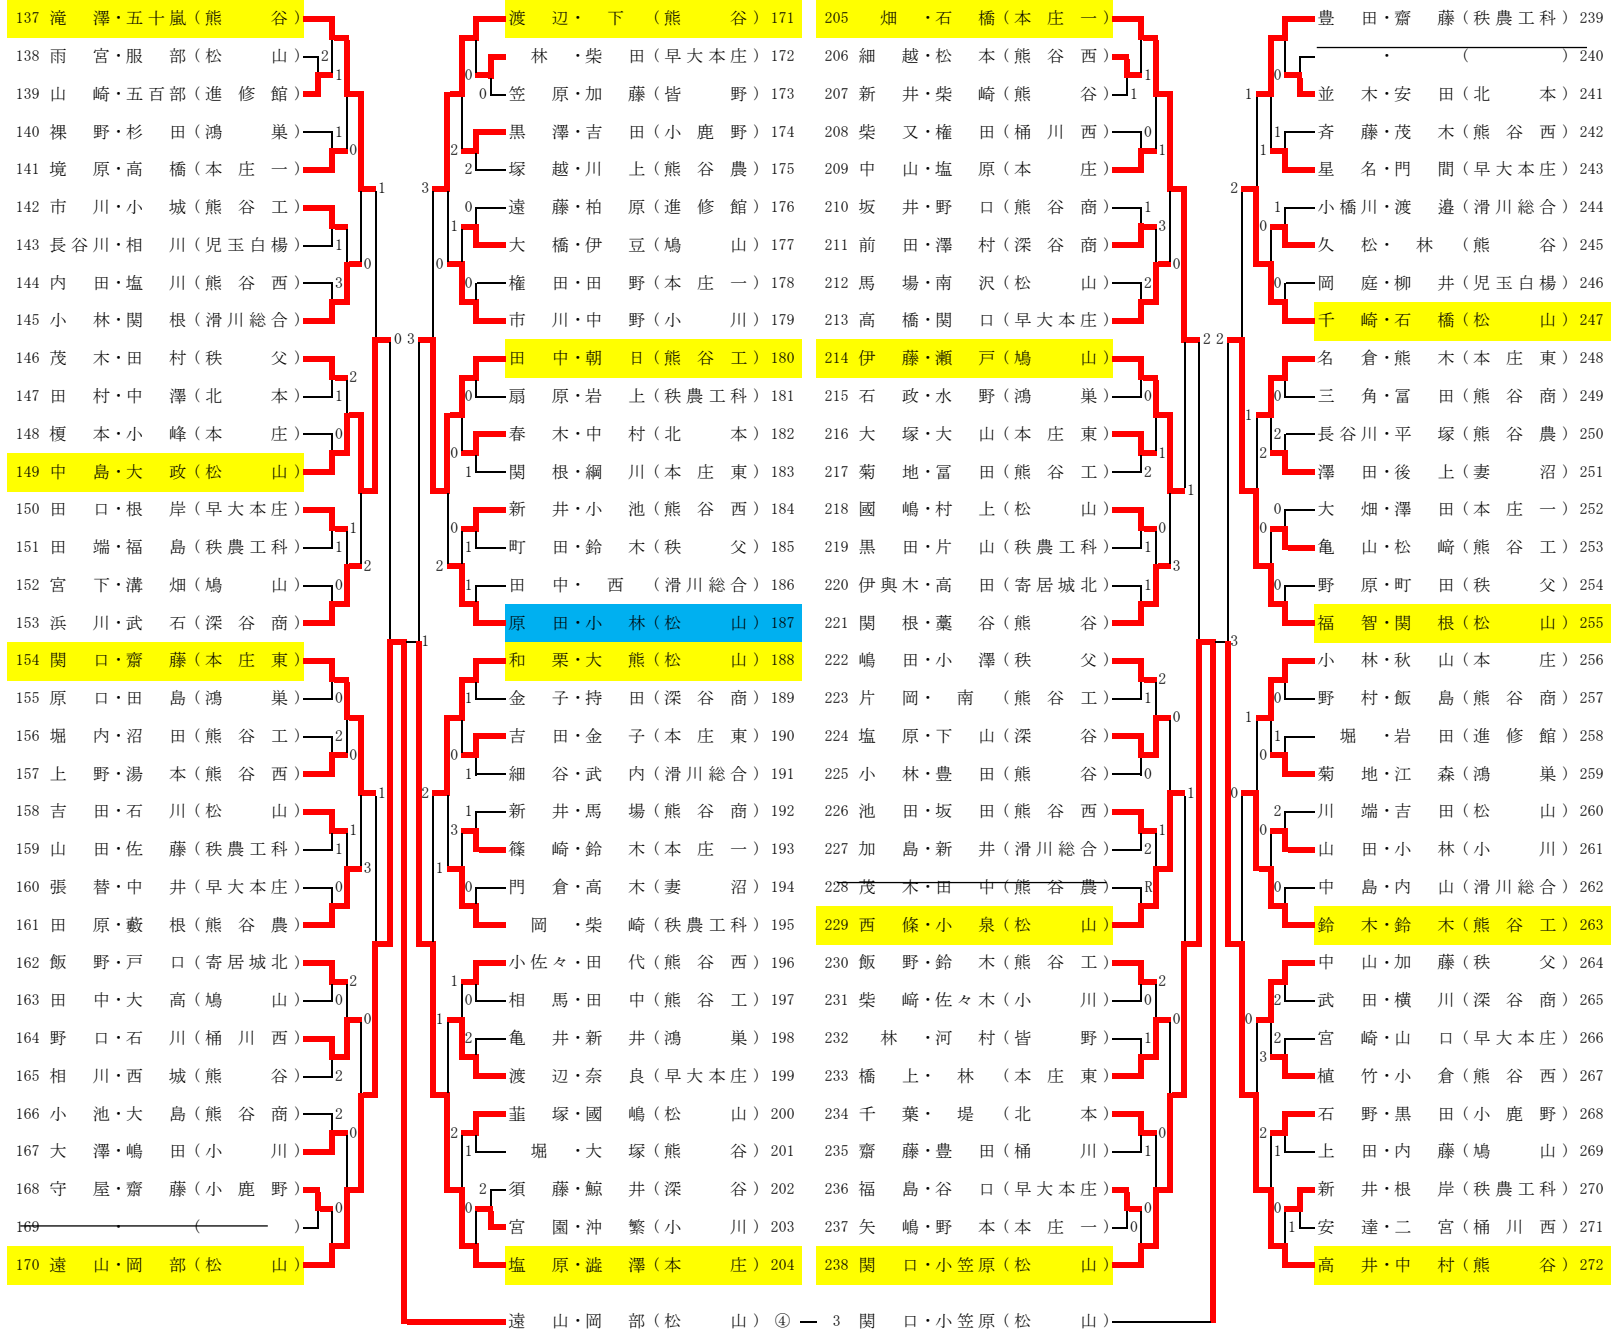 137 滝 澤・五十嵐(熊 谷)
138 雨 宮・服 部(松 山)
139 山 崎・五百部(進 修 館)
140 裸 野・杉 田(鴻 巣)
141 境 原・高 橋(本 庄 一)
142 市 川・小 城(熊 谷 工)
143 長谷川・相 川(児玉白楊)
144 内 田・塩 川(熊 谷 西)
145 小 林・関 根(滑川総合)
146 茂 木・田 村(秩 父)
147 田 村・中 澤(北 本)
148 榎 本・小 峰(本 庄)
149 中 島・大 政(松 山)
150 田 口・根 岸(早大本庄)
151 田 端・福 島(秩農工科)
152 宮 下・溝 畑(鳩 山)
153 浜 川・武 石(深 谷 商)
154 関 口・齋 藤(本 庄 東)
155 原 口・田 島(鴻 巣)
156 堀 内・沼 田(熊 谷 工)
157 上 野・湯 本(熊 谷 西)
158 吉 田・石 川(松 山)
159 山 田・佐 藤(秩農工科)
160 張 替・中 井(早大本庄)
161 田 原・藪 根(熊 谷 農)
162 飯 野・戸 口(寄居城北)
163 田 中・大 高(鳩 山)
164 野 口・石 川(桶 川 西)
165 相 川・西 城(熊 谷)
166 小 池・大 島(熊 谷 商)
167 大 澤・嶋 田(小 川)
168 守 屋・齋 藤(小 鹿 野)
169 ・ ( )
170 遠 山・岡 部(松 山)
渡 辺・ 下 (熊 谷) 171
林 ・柴 田(早大本庄) 172
笠 原・加 藤(皆 野) 173
黒 澤・吉 田(小 鹿 野) 174
塚 越・川 上(熊 谷 農) 175
遠 藤・柏 原(進 修 館) 176
大 橋・伊 豆(鳩 山) 177
権 田・田 野(本 庄 一) 178
市 川・中 野(小 川) 179
田 中・朝 日(熊 谷 工) 180
扇 原・岩 上(秩農工科) 181
春 木・中 村(北 本) 182
関 根・綱 川(本 庄 東) 183
新 井・小 池(熊 谷 西) 184
町 田・鈴 木(秩 父) 185
田 中・ 西 (滑川総合) 186
原 田・小 林(松 山) 187
和 栗・大 熊(松 山) 188
金 子・持 田(深 谷 商) 189
吉 田・金 子(本 庄 東) 190
細 谷・武 内(滑川総合) 191
新 井・馬 場(熊 谷 商) 192
篠 崎・鈴 木(本 庄 一) 193
門 倉・高 木(妻 沼) 194
岡 ・柴 崎(秩農工科) 195
小佐々・田 代(熊 谷 西) 196
相 馬・田 中(熊 谷 工) 197
亀 井・新 井(鴻 巣) 198
渡 辺・奈 良(早大本庄) 199
韮 塚・國 嶋(松 山) 200
堀 ・大 塚(熊 谷) 201
須 藤・鯨 井(深 谷) 202
宮 園・沖 繁(小 川) 203
塩 原・澁 澤(本 庄) 204
205 畑 ・石 橋(本 庄 一)
206 細 越・松 本(熊 谷 西)
207 新 井・柴 崎(熊 谷)
208 柴 又・権 田(桶 川 西)
209 中 山・塩 原(本 庄)
210 坂 井・野 口(熊 谷 商)
211 前 田・澤 村(深 谷 商)
212 馬 場・南 沢(松 山)
213 高 橋・関 口(早大本庄)
214 伊 藤・瀬 戸(鳩 山)
215 石 政・水 野(鴻 巣)
216 大 塚・大 山(本 庄 東)
217 菊 地・冨 田(熊 谷 工)
218 國 嶋・村 上(松 山)
219 黒 田・片 山(秩農工科)
220 伊與木・高 田(寄居城北)
221 関 根・藁 谷(熊 谷)
222 嶋 田・小 澤(秩 父)
223 片 岡・ 南 (熊 谷 工)
224 塩 原・下 山(深 谷)
225 小 林・豊 田(熊 谷)
226 池 田・坂 田(熊 谷 西)
227 加 島・新 井(滑川総合)
228 茂 木・田 中(熊 谷 農)
229 西 條・小 泉(松 山)
230 飯 野・鈴 木(熊 谷 工)
231 柴 﨑・佐々木(小 川)
232 林 ・河 村(皆 野)
233 橋 上・ 林 (本 庄 東)
234 千 葉・ 堤 (北 本)
235 齋 藤・豊 田(桶 川)
236 福 島・谷 口(早大本庄)
237 矢 嶋・野 本(本 庄 一)
238 関 口・小笠原(松 山)
豊 田・齋 藤(秩農工科) 239
・ ( ) 240
並 木・安 田(北 本) 241
斉 藤・茂 木(熊 谷 西) 242
星 名・門 間(早大本庄) 243
小橋川・渡 邉(滑川総合) 244
久 松・ 林 (熊 谷) 245
岡 庭・柳 井(児玉白楊) 246
千 崎・石 橋(松 山) 247
名 倉・熊 木(本 庄 東) 248
三 角・冨 田(熊 谷 商) 249
長谷川・平 塚(熊 谷 農) 250
澤 田・後 上(妻 沼) 251
大 畑・澤 田(本 庄 一) 252
亀 山・松 﨑(熊 谷 工) 253
野 原・町 田(秩 父) 254
福 智・関 根(松 山) 255
小 林・秋 山(本 庄) 256
野 村・飯 島(熊 谷 商) 257
堀 ・岩 田(進 修 館) 258
菊 地・江 森(鴻 巣) 259
川 端・吉 田(松 山) 260
山 田・小 林(小 川) 261
中 島・内 山(滑川総合) 262
鈴 木・鈴 木(熊 谷 工) 263
中 山・加 藤(秩 父) 264
武 田・横 川(深 谷 商) 265
宮 崎・山 口(早大本庄) 266
植 竹・小 倉(熊 谷 西) 267
石 野・黒 田(小 鹿 野) 268
上 田・内 藤(鳩 山) 269
新 井・根 岸(秩農工科) 270
安 達・二 宮(桶 川 西) 271
高 井・中 村(熊 谷) 272
遠 山・岡 部(松 山) ④ ― 3 関 口・小笠原(松 山)